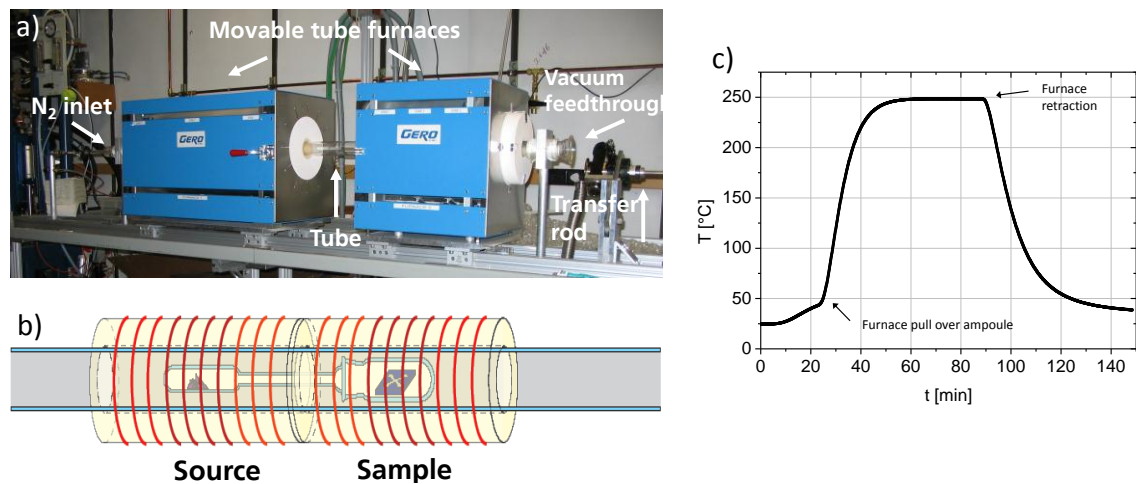 a)
Movable tube furnaces
N₂ inlet
Vacuum
feedthrough
GERO
GERO
Tube
Transfer
rod
b)
Source
Sample
c)
Furnace
retraction
Furnace pull over ampoule
T [°C]
250
200
150
100
50
0
0
20
40
60
80
100
120
140
t [min]